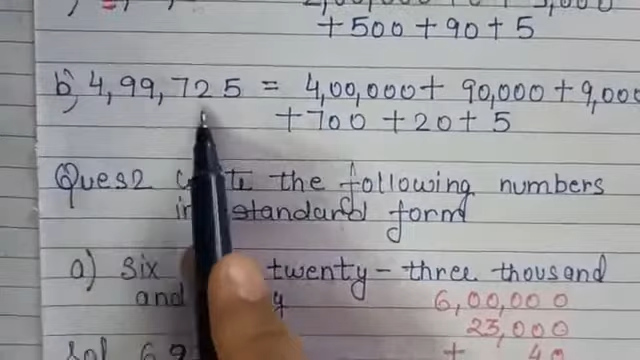 +500 + 90 + 5
b) 4,99,725 = 4,00,000 + 90,000 + 9,000
+700 + 20 + 5
Ques2 the following numbers
in standard form
a) Six twenty-three thousand
and
6,00,000
23,000
+ 40